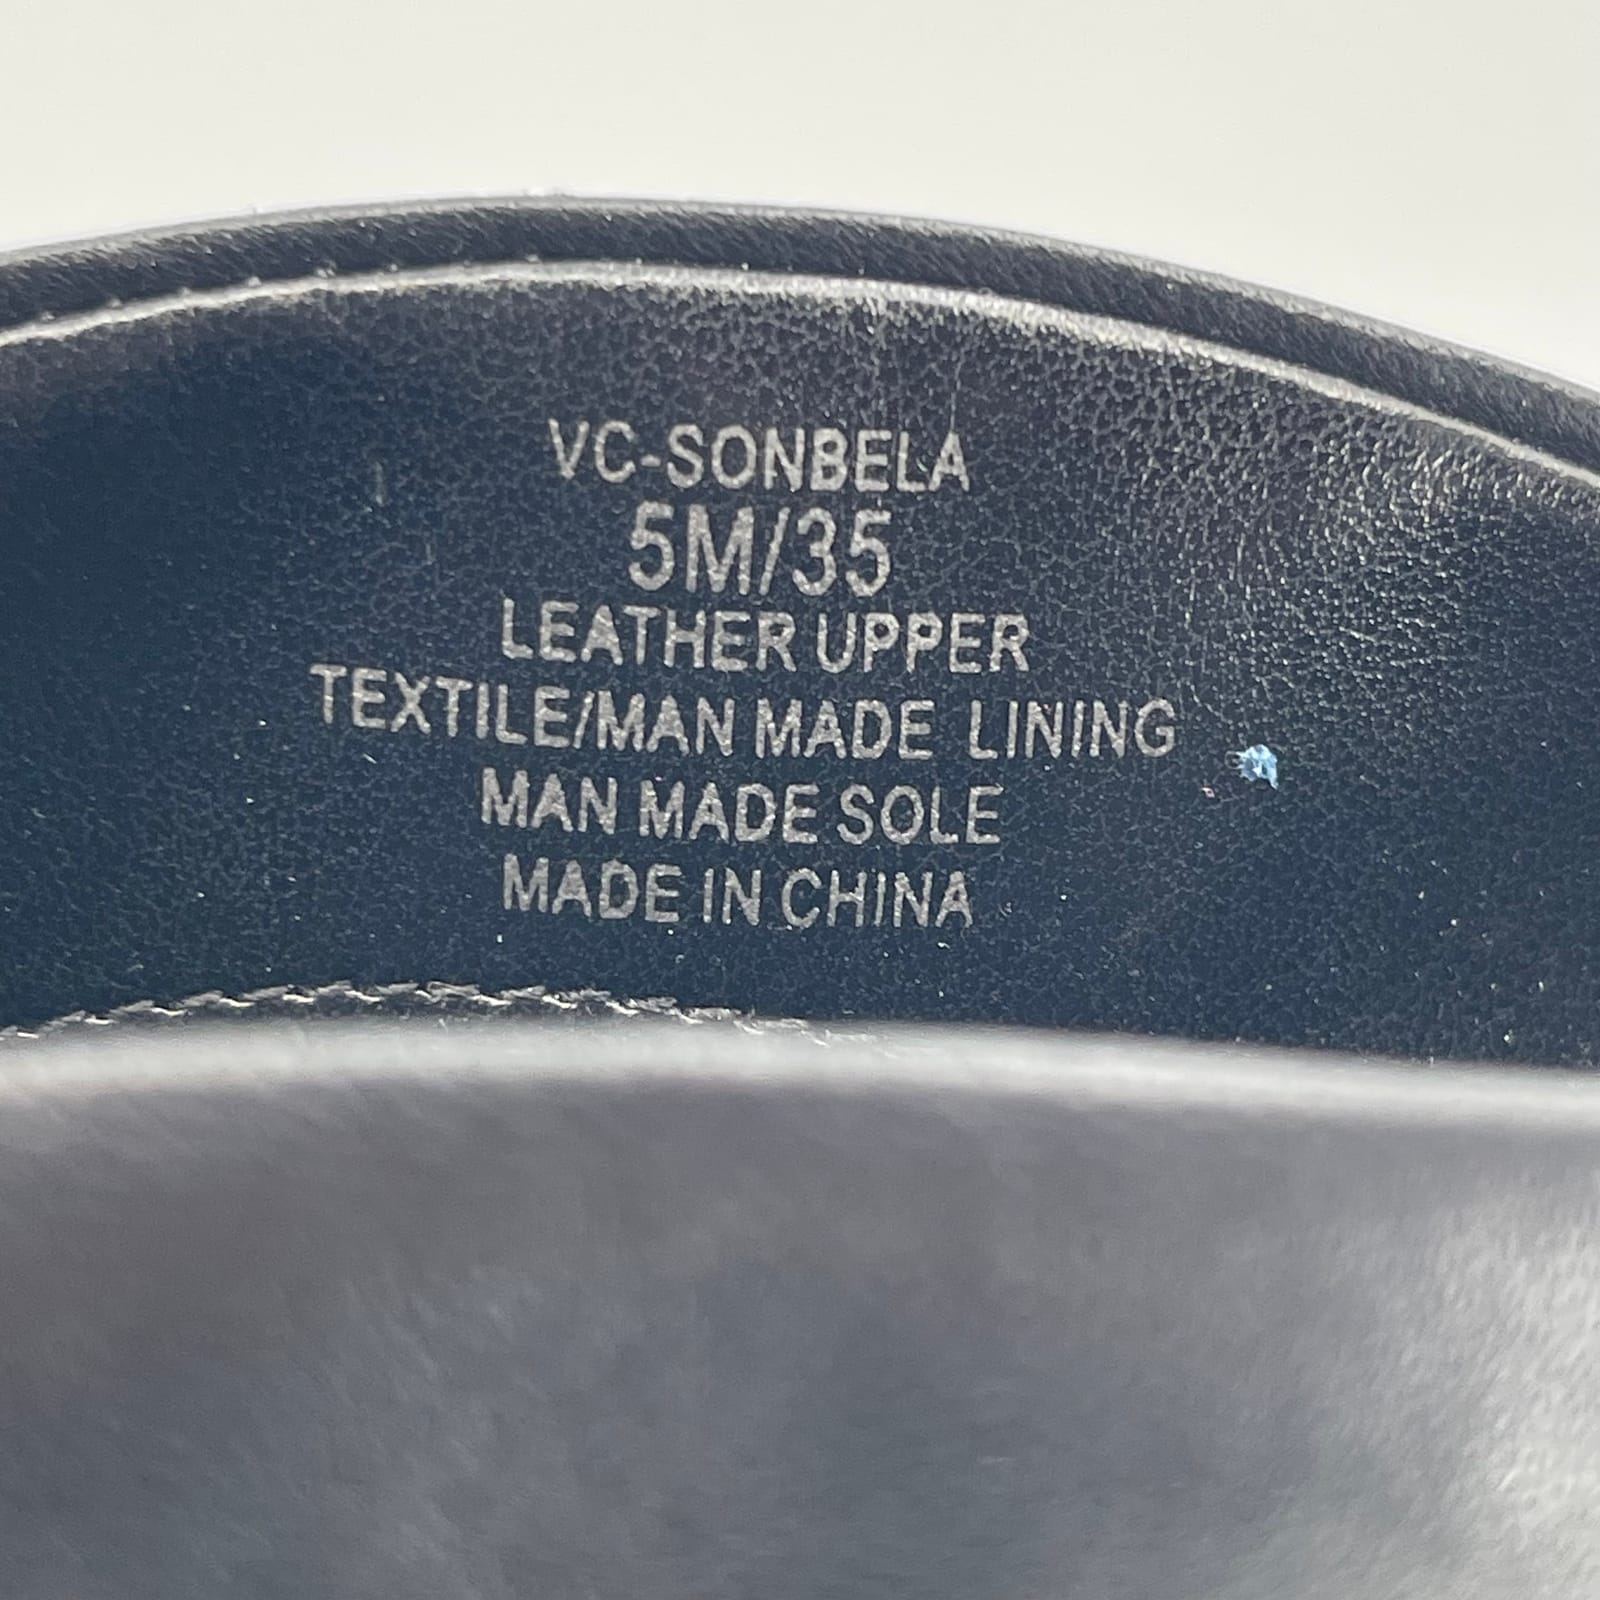 VC-SONBELA
5M/35
LEATHER UPPER
TEXTILE/MAN MADE LINING
MAN MADE SOLE
MADE IN CHINA